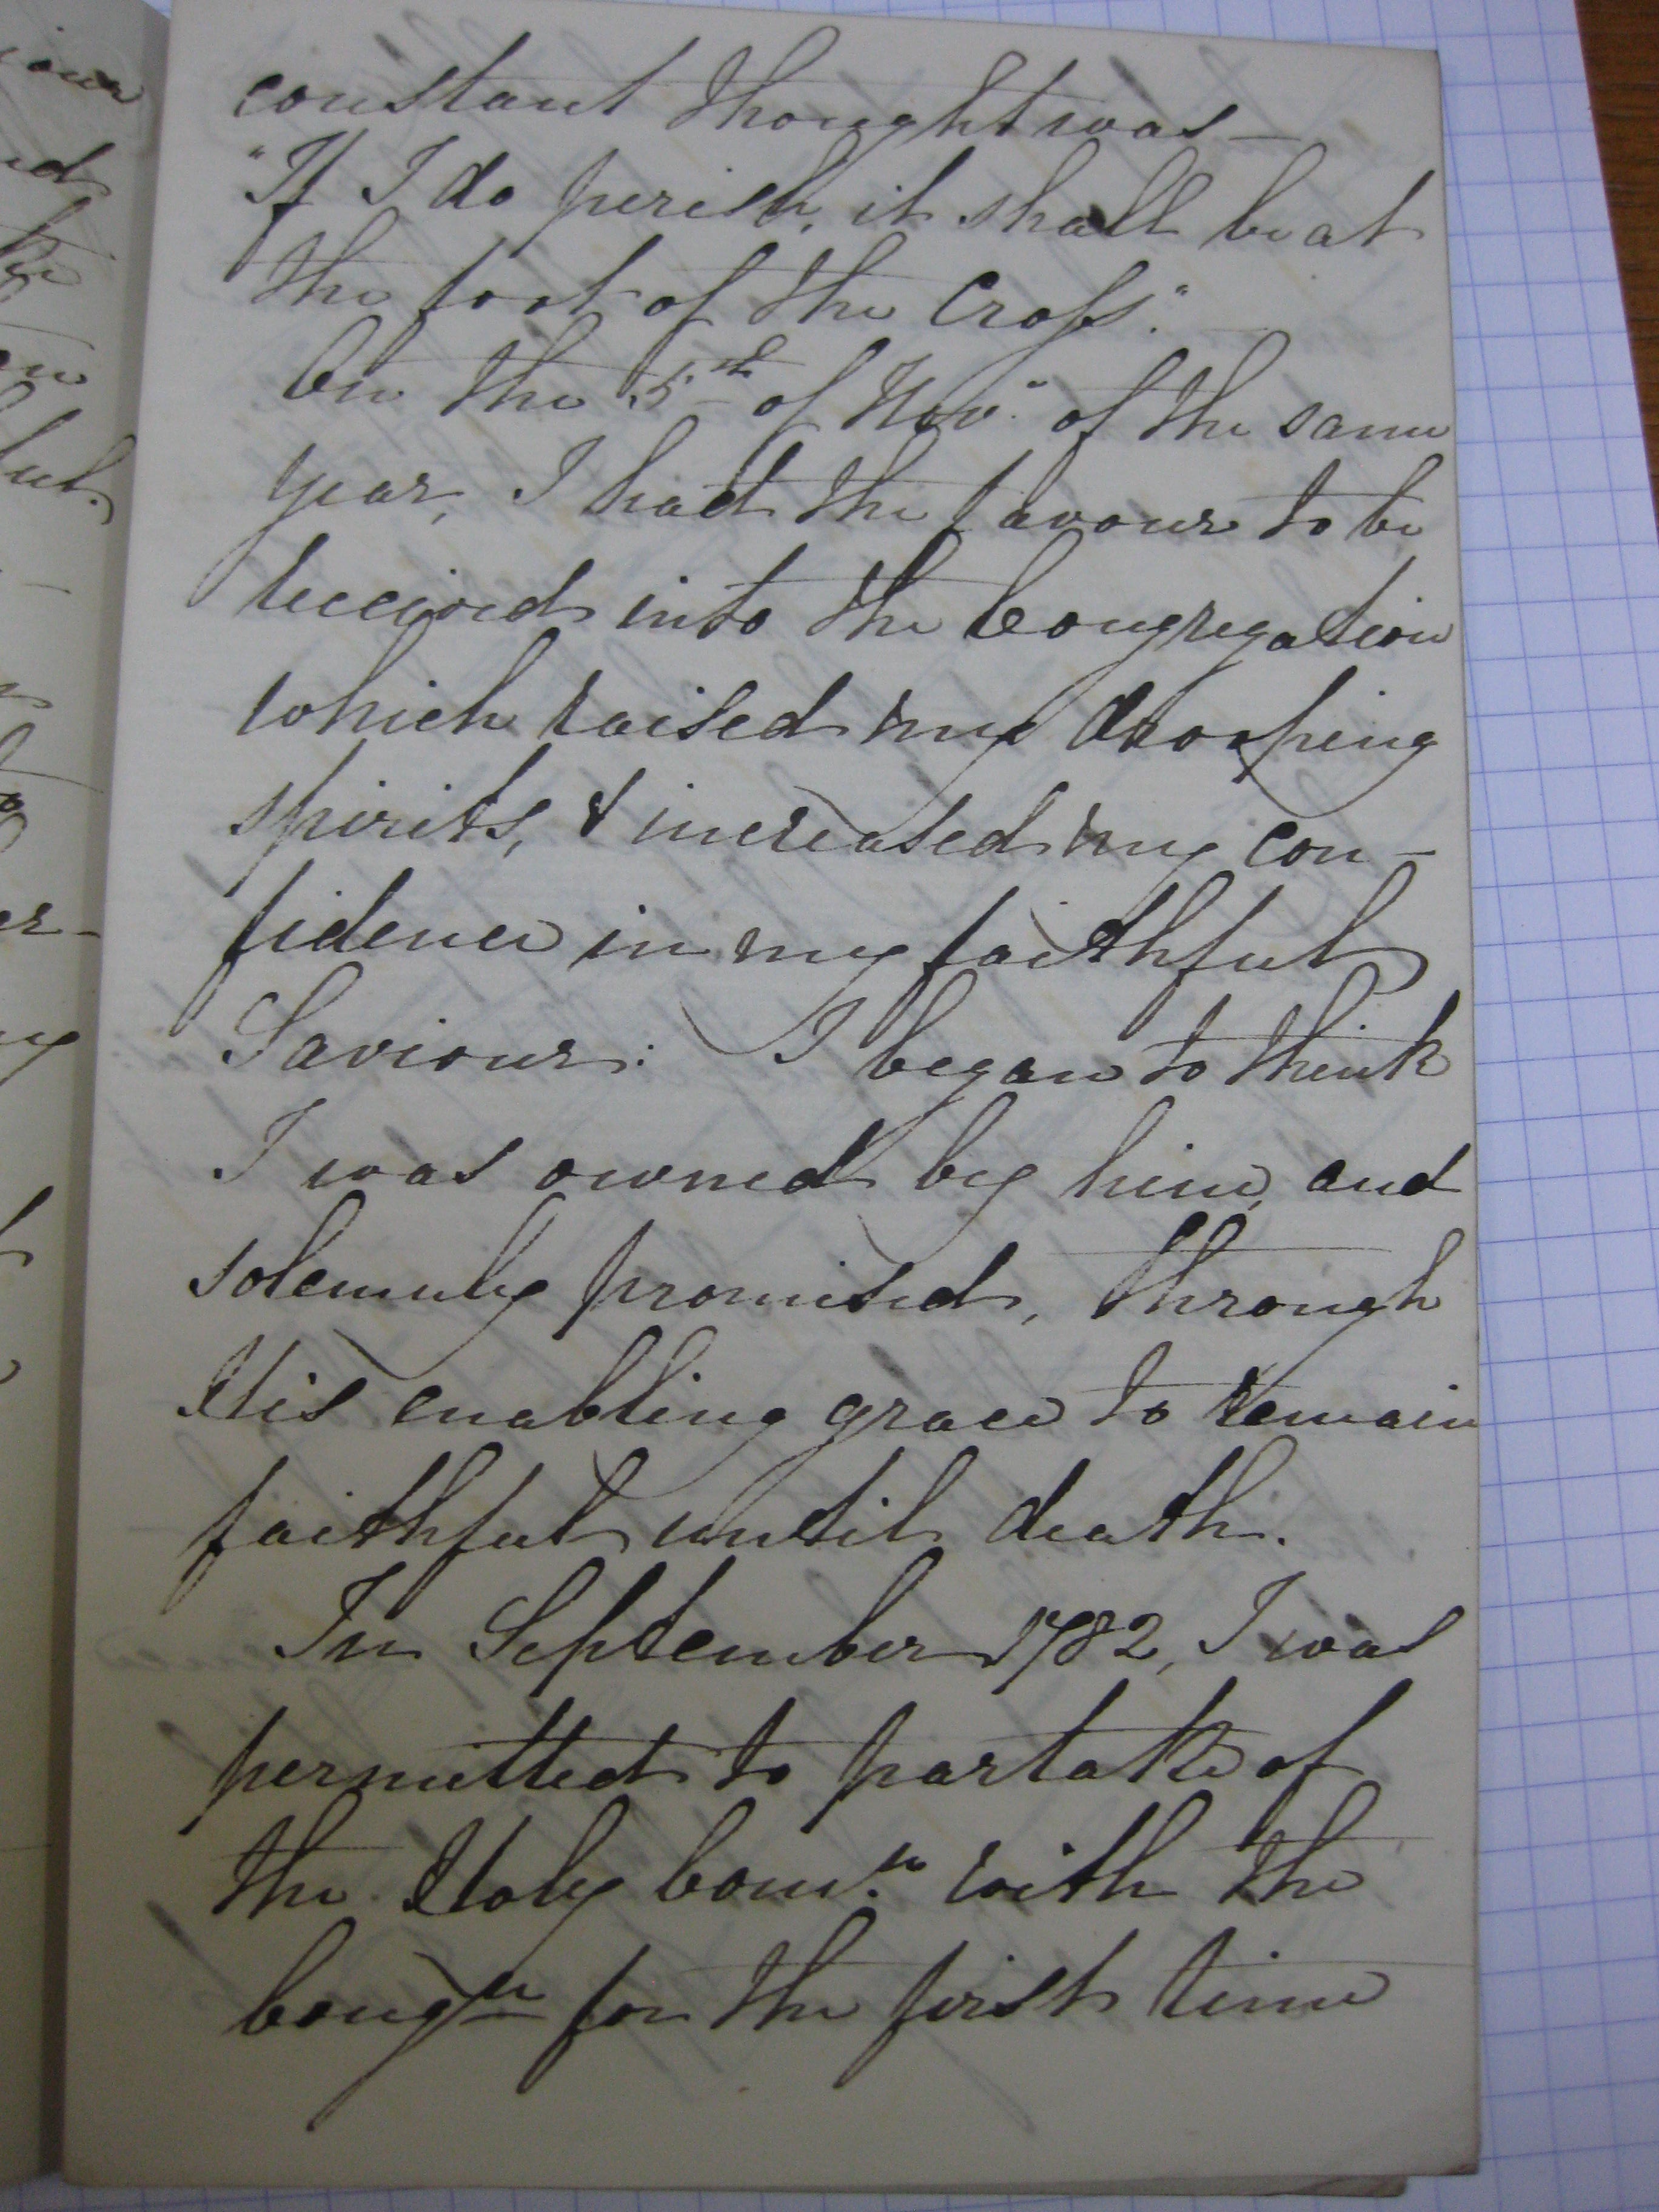 constant thought was —
"If I do perish, it shall be at
the foot of the Cross".
On the 5th of Nov. of the same
year, I had the favour to be
received into the Congregation
which raised my drooping
spirits, & increased my con-
fidence in my faithful
Saviour: I began to think
I was owned by him, and
solemnly promised, through
His enabling grace to remain
faithful until death.
In September 1782, I was
permitted to partake of
the Holy Comn. with the
Congn for the first time